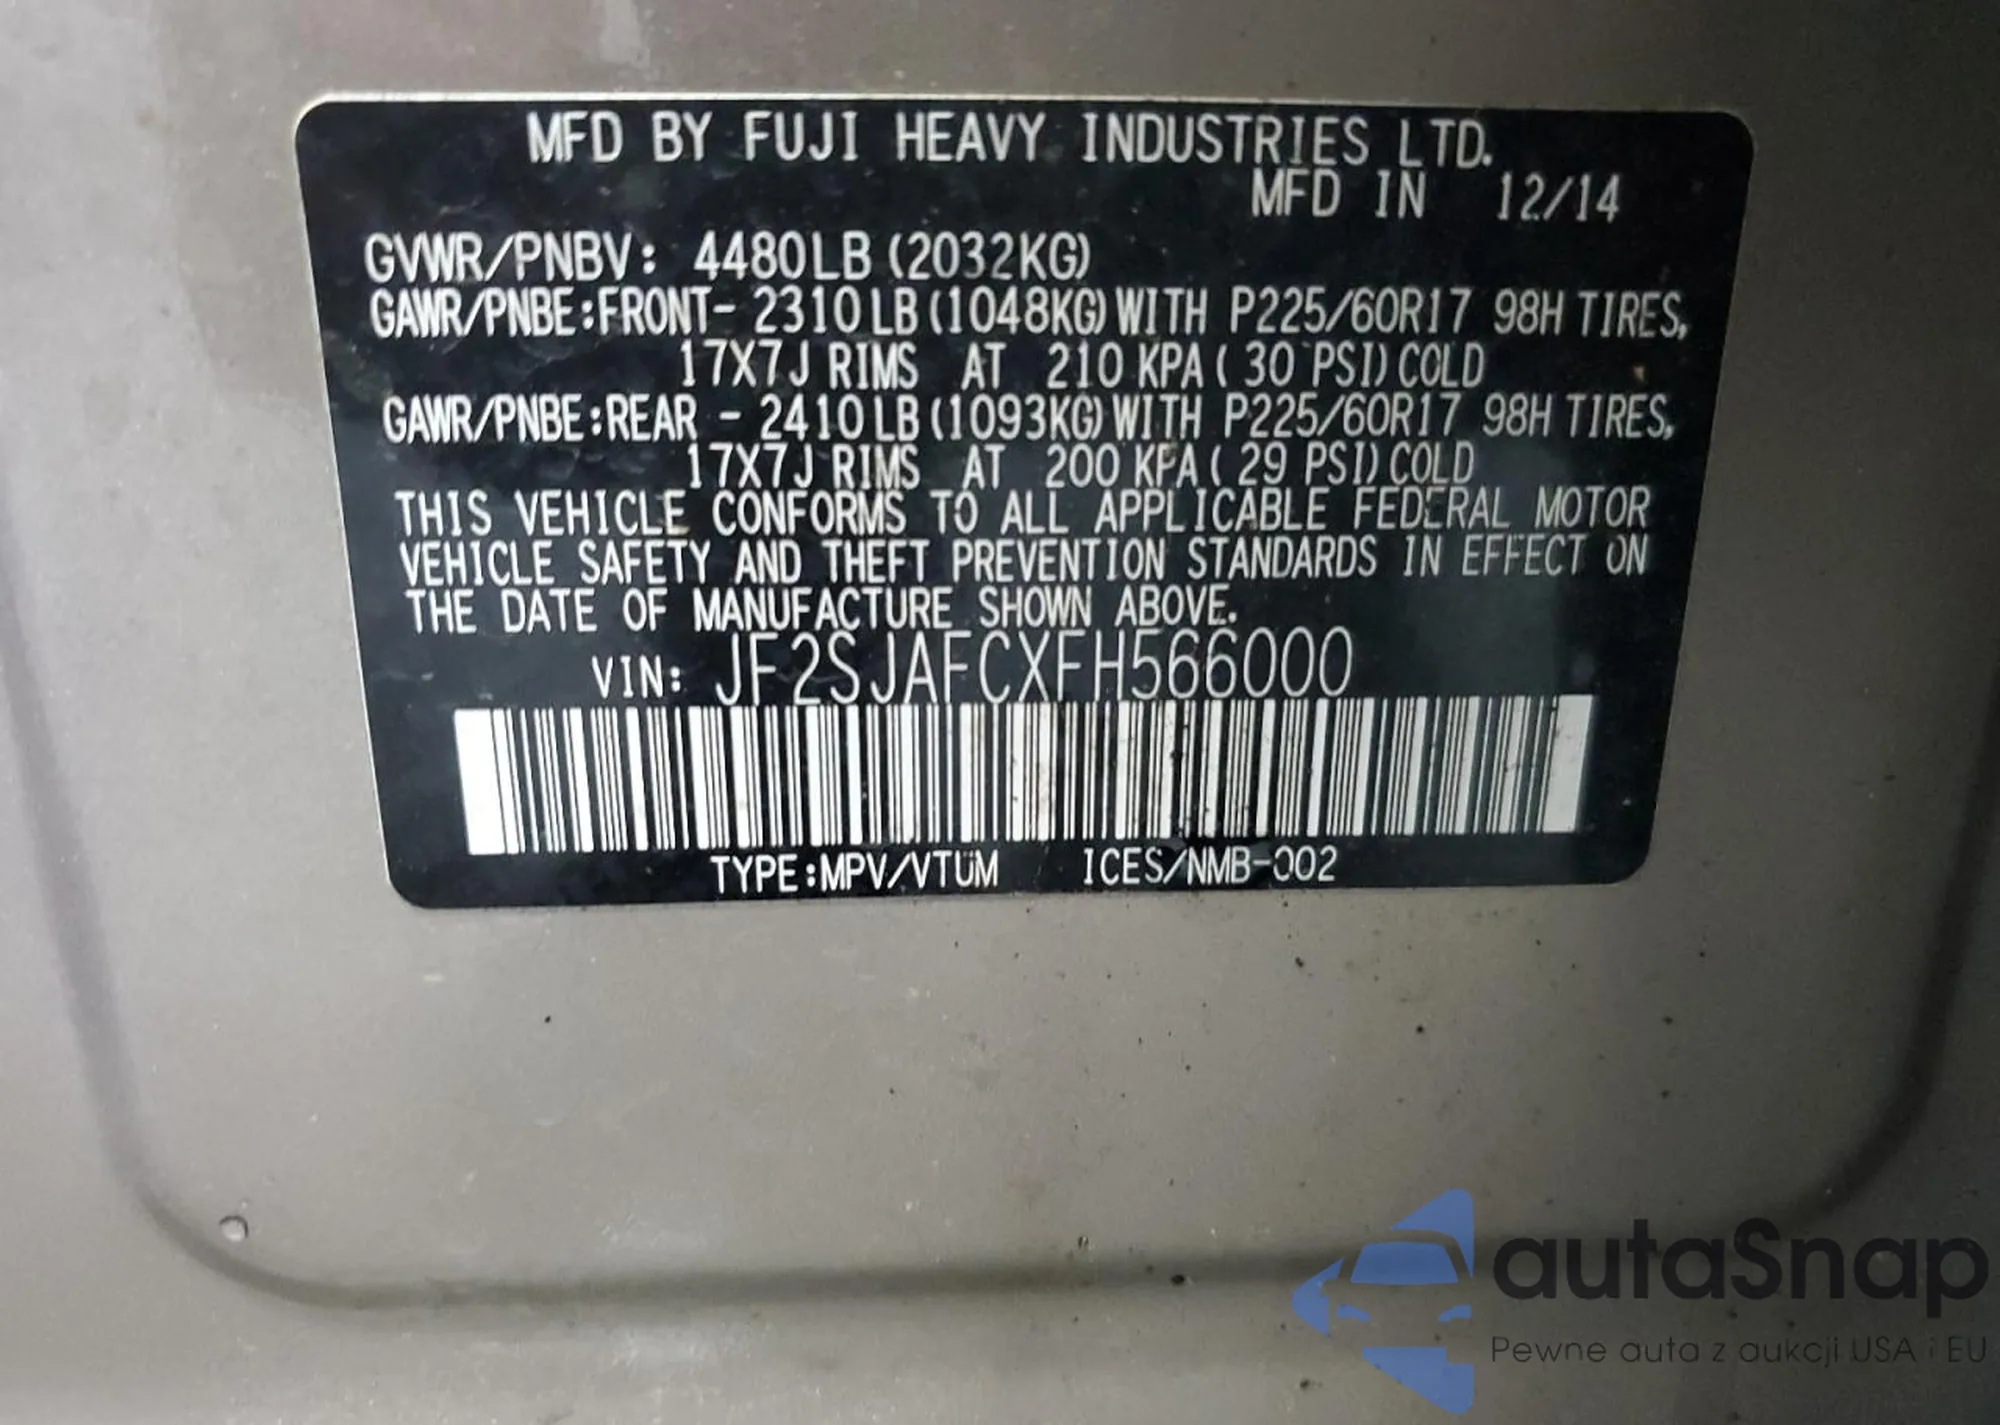 MFD BY FUJI HEAVY INDUSTRIES LTD.
MFD IN 12/14
GVWR/PNBV: 4480LB (2032KG)
GAWR/PNBE:FRONT- 2310LB (1048KG) WITH P225/60R17 98H TIRES,
17X7J RIMS AT 210 KPA ( 30 PSI) COLD
GAWR/PNBE:REAR - 2410LB (1093KG) WITH P225/60R17 98H TIRES,
17X7J RIMS AT 200 KPA ( 29 PSI) COLD
THIS VEHICLE CONFORMS TO ALL APPLICABLE FEDERAL MOTOR
VEHICLE SAFETY AND THEFT PREVENTION STANDARDS IN EFFECT ON
THE DATE OF MANUFACTURE SHOWN ABOVE.
VIN: JF2SJAFCXFH566000
TYPE:MPV/VTUM ICES/NMB-002
autaSnap
Pewne auta z aukcji USA i EU